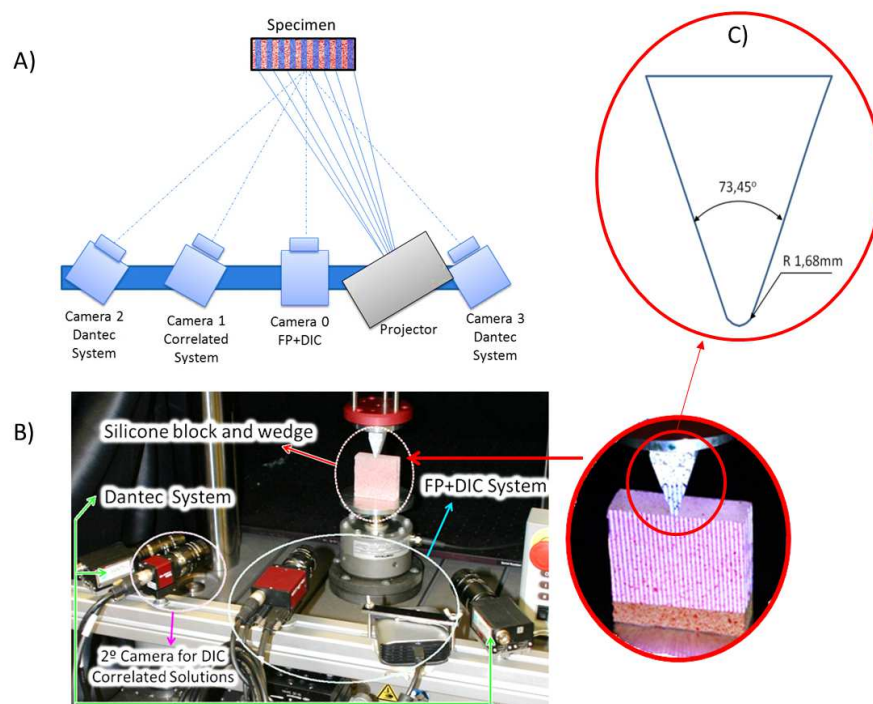 A)
Specimen
Camera 2
Dantec
System
Camera 1
Correlated
System
Camera 0
FP+DIC
Projector
Camera 3
Dantec
System
B)
Silicone block and wedge
Dantec System
FP+DIC System
2º Camera for DIC
Correlated Solutions
C)
73,45º
R 1,68mm